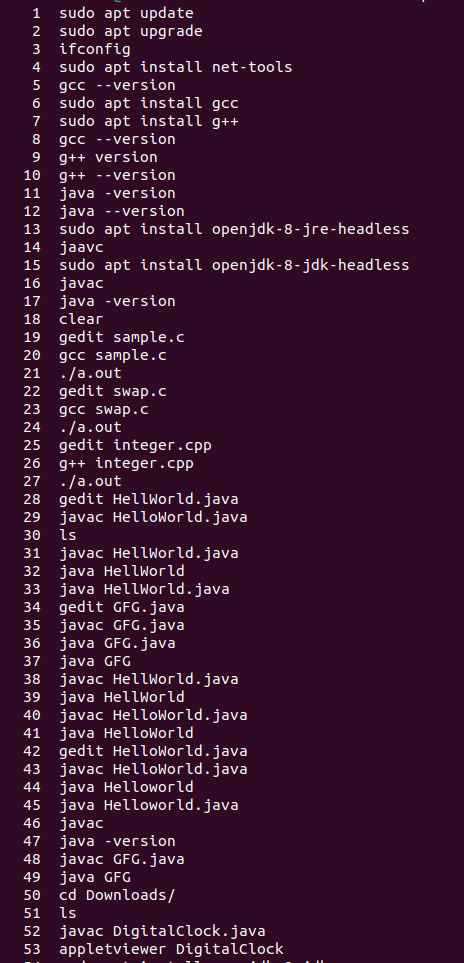 1 sudo apt update
2 sudo apt upgrade
3 ifconfig
4 sudo apt install net-tools
5 gcc --version
6 sudo apt install gcc
7 sudo apt install g++
8 gcc --version
9 g++ version
10 g++ --version
11 java -version
12 java --version
13 sudo apt install openjdk-8-jre-headless
14 jaavc
15 sudo apt install openjdk-8-jdk-headless
16 javac
17 java -version
18 clear
19 gedit sample.c
20 gcc sample.c
21 ./a.out
22 gedit swap.c
23 gcc swap.c
24 ./a.out
25 gedit integer.cpp
26 g++ integer.cpp
27 ./a.out
28 gedit HellWorld.java
29 javac HelloWorld.java
30 ls
31 javac HellWorld.java
32 java HellWorld
33 java HellWorld.java
34 gedit GFG.java
35 javac GFG.java
36 java GFG.java
37 java GFG
38 javac HellWorld.java
39 java HellWorld
40 javac HelloWorld.java
41 java HelloWorld
42 gedit HelloWorld.java
43 javac HelloWorld.java
44 java Helloworld
45 java Helloworld.java
46 javac
47 java -version
48 javac GFG.java
49 java GFG
50 cd Downloads/
51 ls
52 javac DigitalClock.java
53 appletviewer DigitalClock